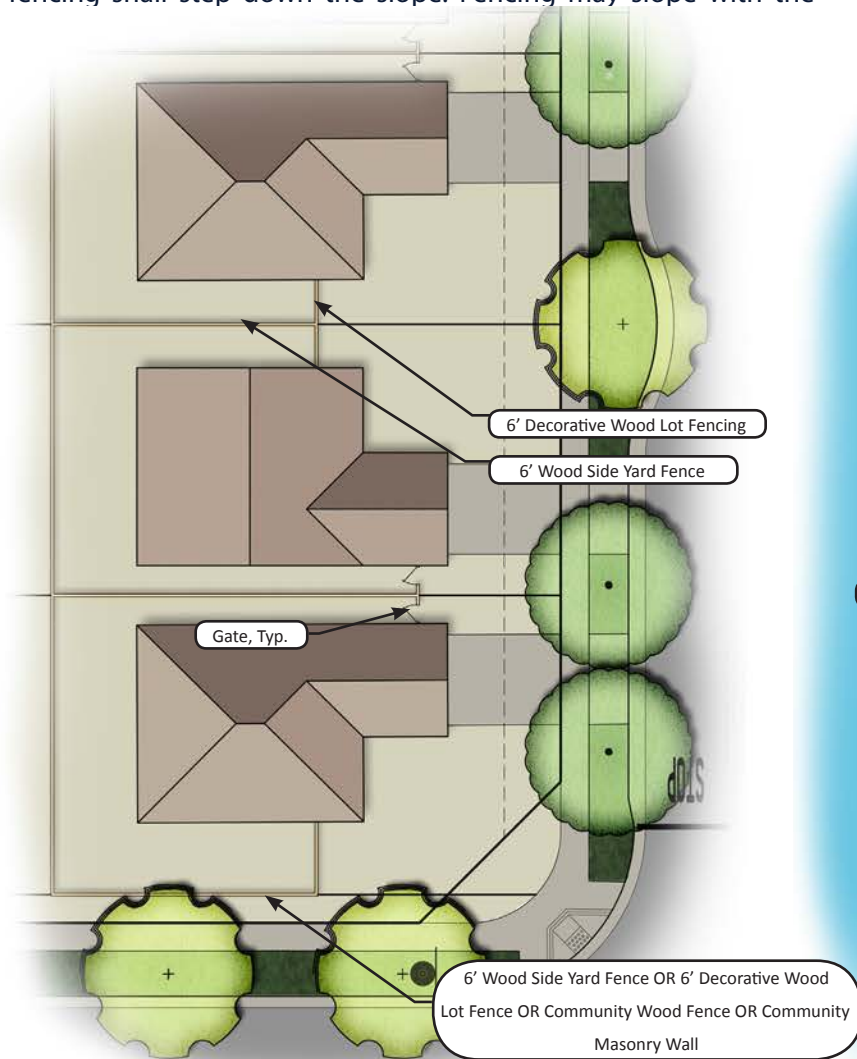 fencing shall step down the slope. Fencing may slope with the
6’ Decorative Wood Lot Fencing
6’ Wood Side Yard Fence
Gate, Typ.
STOP
6’ Wood Side Yard Fence OR 6’ Decorative Wood
Lot Fence OR Community Wood Fence OR Community
Masonry Wall